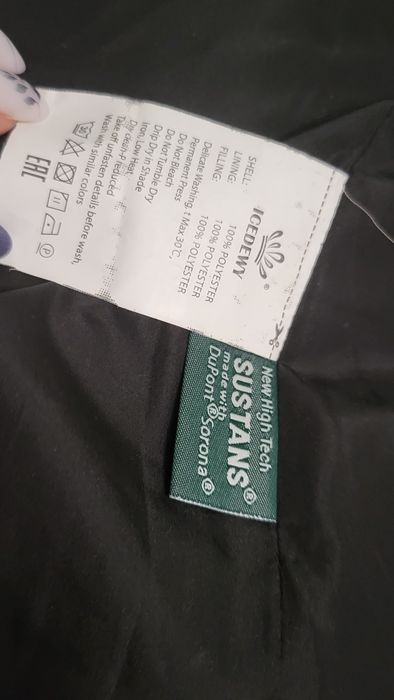 ICEDEWY®
SHELL: 100% POLYESTER
LINING: 100% POLYESTER
FILLING: 100% POLYESTER
Delicate Washing,t Max 30℃,
Permanent Press
Do Not Bleach
Do Not Tumble Dry
Drip Dry in Shade
Iron, Low Heat
Dry-clean-P reduced
Take of unfasten details before wash,
Wash with similar colors
30
P
EAC
New High Tech
SUSTANS®
made with
DuPont®Sorona®